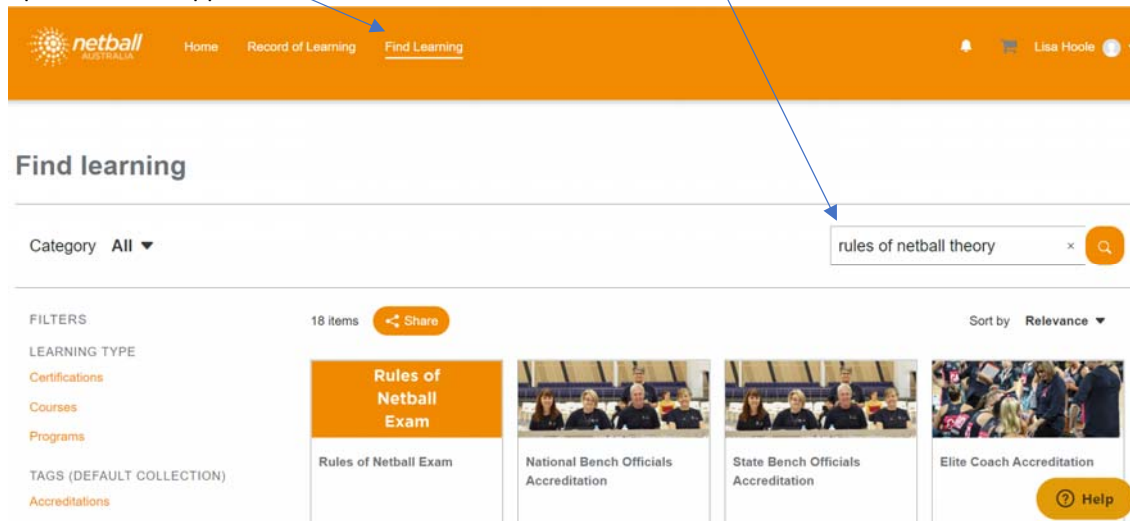 netball
AUSTRALIA
Home Record of Learning Find Learning Lisa Hoole
Find learning
Category All
rules of netball theory ×
FILTERS
18 items Share Sort by Relevance
LEARNING TYPE
Certifications
Courses
Programs
TAGS (DEFAULT COLLECTION)
Accreditations
Rules of
Netball
Exam
Rules of Netball Exam
National Bench Officials
Accreditation
State Bench Officials
Accreditation
Elite Coach Accreditation
Help